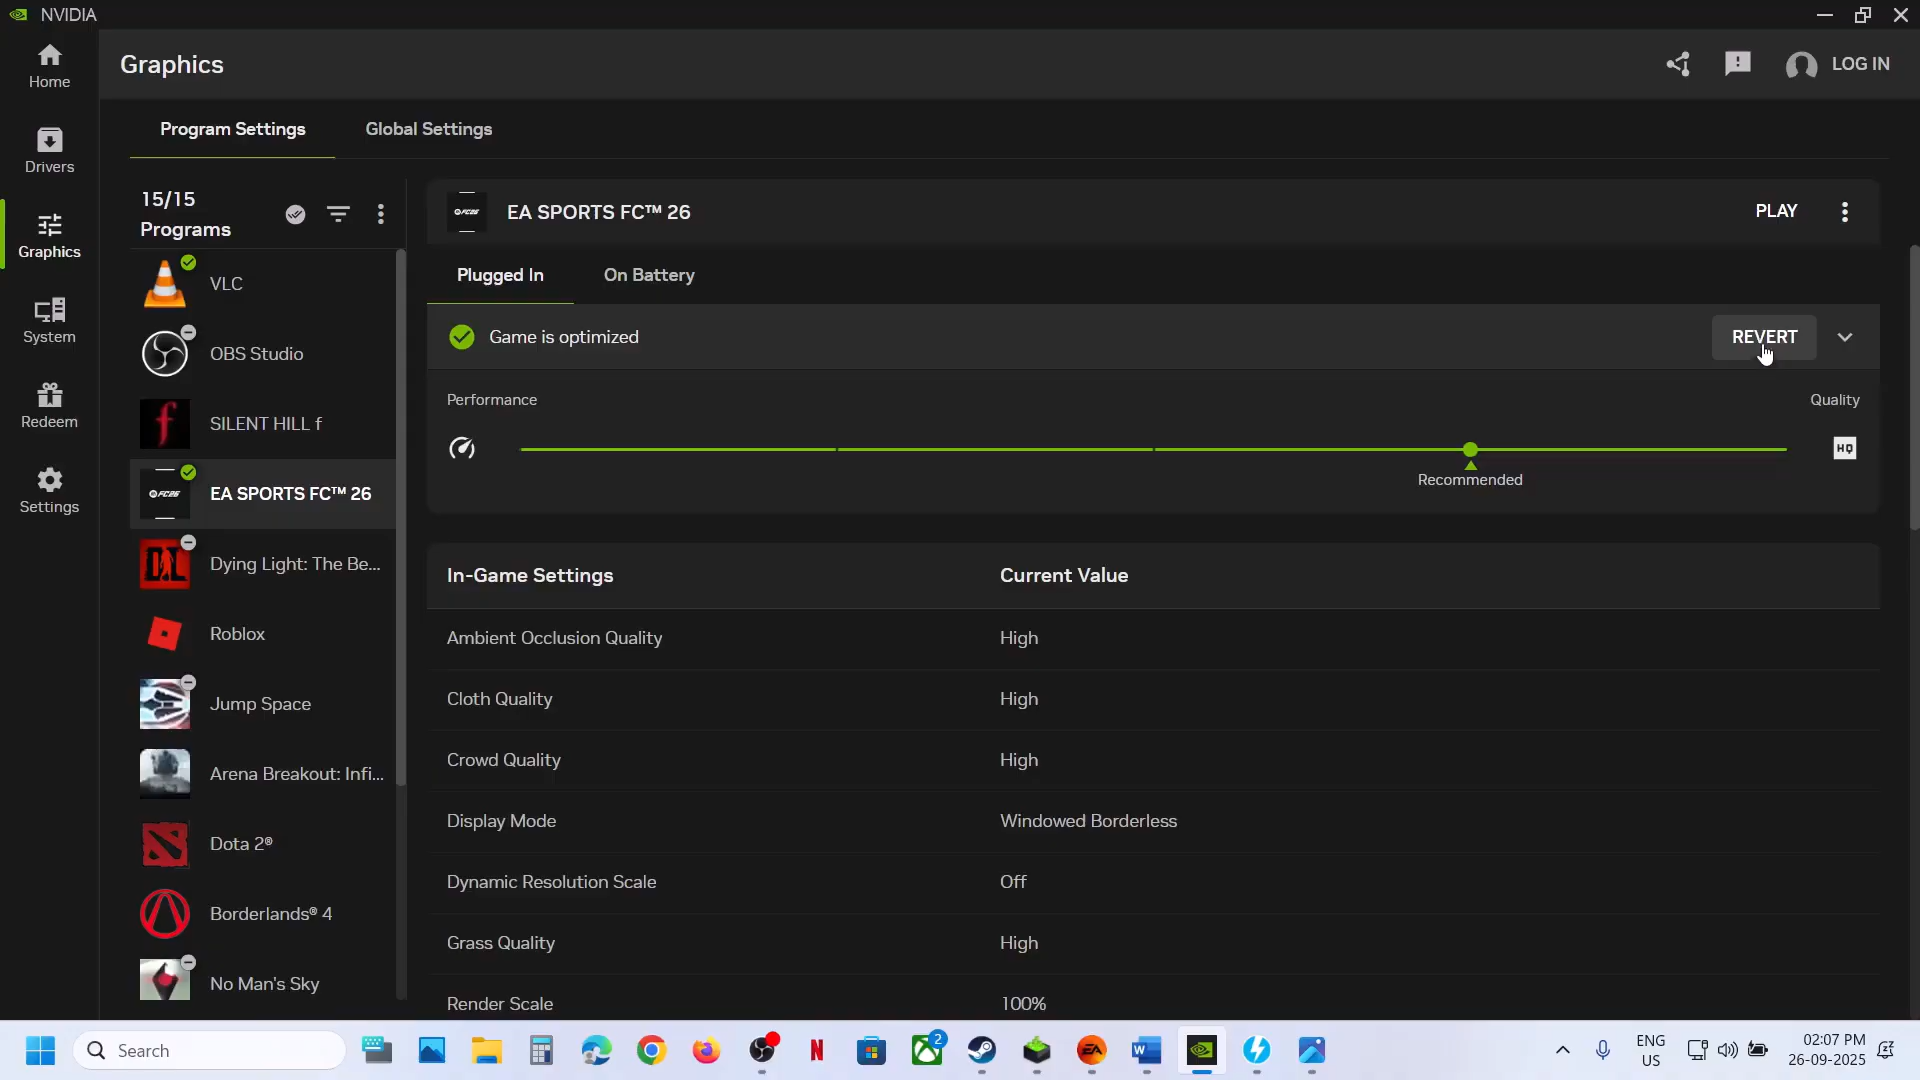 NVIDIA
Home
Drivers
Graphics
System
Redeem
Settings
Graphics
LOG IN
Program Settings
Global Settings
15/15
Programs
VLC
OBS Studio
SILENT HILL f
FC26
EA SPORTS FC™ 26
DL
Dying Light: The Be...
Roblox
Jump Space
Arena Breakout: Infi...
Dota 2®
Borderlands® 4
No Man's Sky
FC26
EA SPORTS FC™ 26
PLAY
Plugged In
On Battery
Game is optimized
REVERT
Performance
Quality
HQ
Recommended
In-Game Settings
Current Value
Ambient Occlusion Quality
High
Cloth Quality
High
Crowd Quality
High
Display Mode
Windowed Borderless
Dynamic Resolution Scale
Off
Grass Quality
High
Render Scale
100%
Search
N
2
EA
W
ENG
US
02:07 PM
26-09-2025